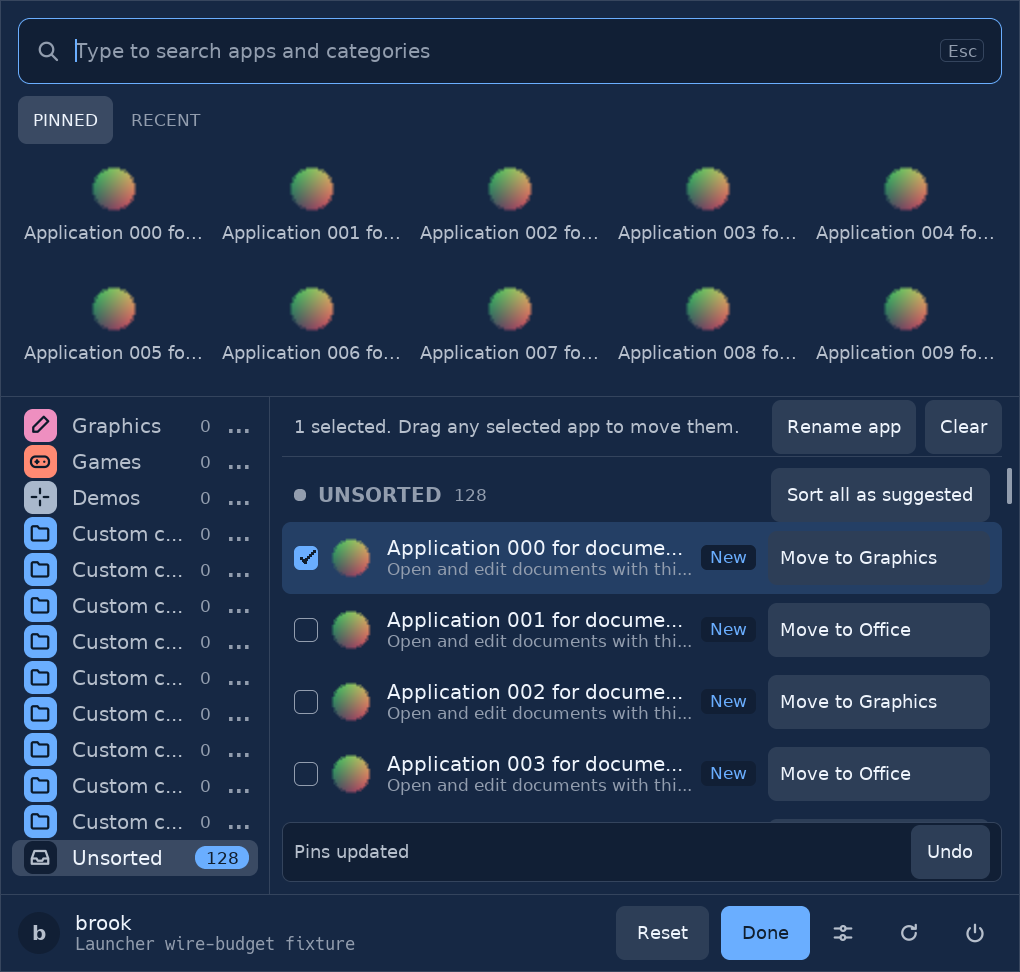 Type to search apps and categories Esc
PINNED RECENT
Application 000 fo... Application 001 fo... Application 002 fo... Application 003 fo... Application 004 fo...
Application 005 fo... Application 006 fo... Application 007 fo... Application 008 fo... Application 009 fo...
Graphics 0 ...
Games 0 ...
Demos 0 ...
Custom c... 0 ...
Custom c... 0 ...
Custom c... 0 ...
Custom c... 0 ...
Custom c... 0 ...
Custom c... 0 ...
Custom c... 0 ...
Custom c... 0 ...
Custom c... 0 ...
Unsorted 128
1 selected. Drag any selected app to move them. Rename app Clear
UNSORTED 128 Sort all as suggested
Application 000 for docume... New Move to Graphics
Open and edit documents with thi...
Application 001 for docume... New Move to Office
Open and edit documents with thi...
Application 002 for docume... New Move to Graphics
Open and edit documents with thi...
Application 003 for docume... New Move to Office
Open and edit documents with thi...
Pins updated Undo
b brook
Launcher wire-budget fixture
Reset Done